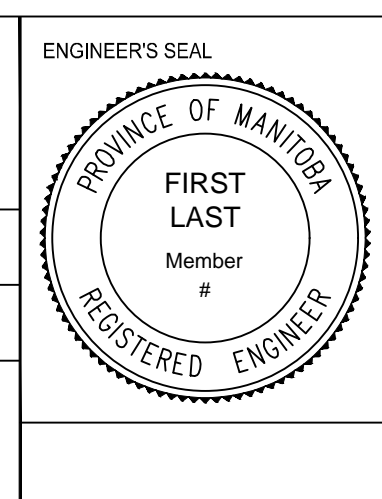 ENGINEER'S SEAL
PROVINCE OF MANITOBA
FIRST
LAST
Member
#
REGISTERED ENGINEER